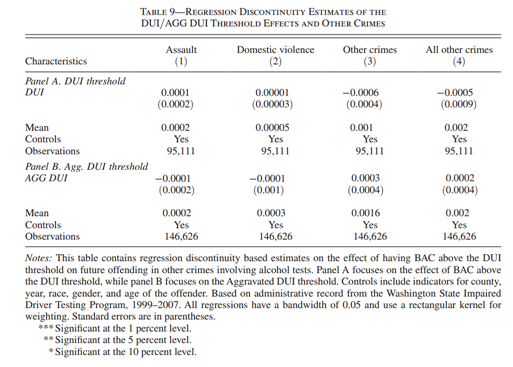 TABLE 9—REGRESSION DISCONTINUITY ESTIMATES OF THE
DUI/AGG DUI THRESHOLD EFFECTS AND OTHER CRIMES
Assault Domestic violence Other crimes All other crimes
Characteristics (1) (2) (3) (4)
Panel A. DUI threshold
DUI 0.0001 0.00001 −0.0006 −0.0005
(0.0002) (0.00003) (0.0004) (0.0009)
Mean 0.0002 0.00005 0.001 0.002
Controls Yes Yes Yes Yes
Observations 95,111 95,111 95,111 95,111
Panel B. Agg. DUI threshold
AGG DUI −0.0001 −0.0001 0.0003 0.0002
(0.0002) (0.001) (0.0004) (0.0004)
Mean 0.0002 0.0003 0.0016 0.002
Controls Yes Yes Yes Yes
Observations 146,626 146,626 146,626 146,626
Notes: This table contains regression discontinuity based estimates on the effect of having BAC above the DUI
threshold on future offending in other crimes involving alcohol tests. Panel A focuses on the effect of BAC above
the DUI threshold, while panel B focuses on the Aggravated DUI threshold. Controls include indicators for county,
year, race, gender, and age of the offender. Based on administrative record from the Washington State Impaired
Driver Testing Program, 1999–2007. All regressions have a bandwidth of 0.05 and use a rectangular kernel for
weighting. Standard errors are in parentheses.
*** Significant at the 1 percent level.
** Significant at the 5 percent level.
* Significant at the 10 percent level.